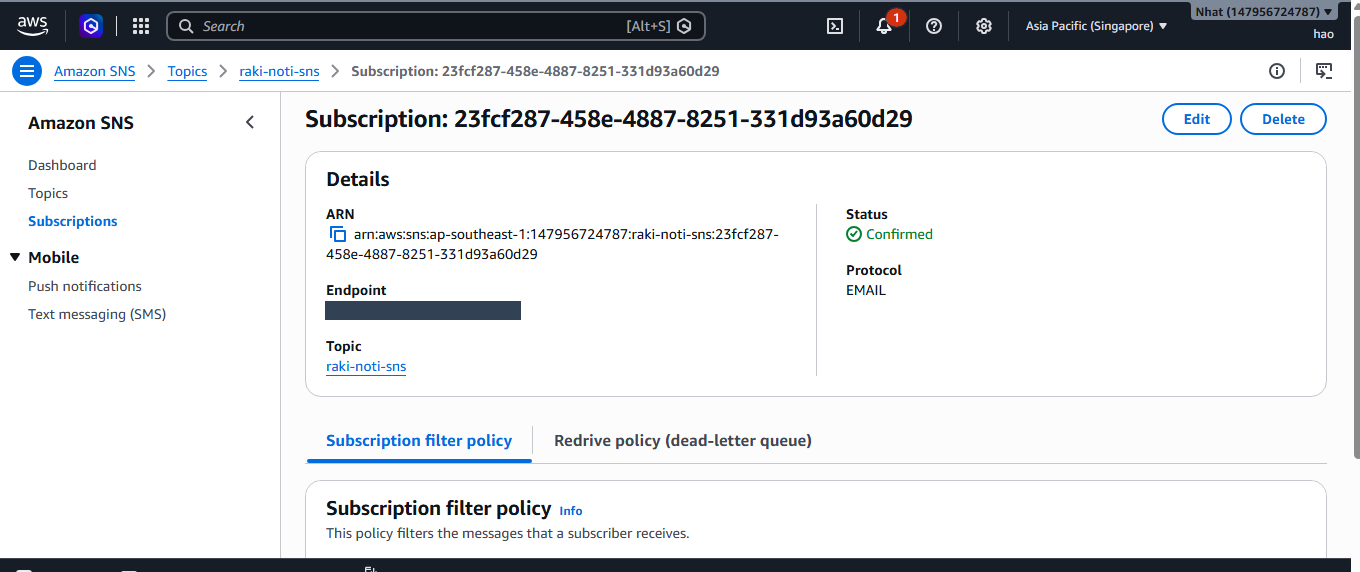 aws
Search
[Alt+S]
1
Asia Pacific (Singapore)
Nhat (147956724787)
hao
Amazon SNS
Topics
raki-noti-sns
Subscription: 23fcf287-458e-4887-8251-331d93a60d29
Amazon SNS
Dashboard
Topics
Subscriptions
Mobile
Push notifications
Text messaging (SMS)
Subscription: 23fcf287-458e-4887-8251-331d93a60d29
Edit
Delete
Details
ARN
arn:aws:sns:ap-southeast-1:147956724787:raki-noti-sns:23fcf287-
458e-4887-8251-331d93a60d29
Endpoint
Topic
raki-noti-sns
Status
Confirmed
Protocol
EMAIL
Subscription filter policy
Redrive policy (dead-letter queue)
Subscription filter policy Info
This policy filters the messages that a subscriber receives.